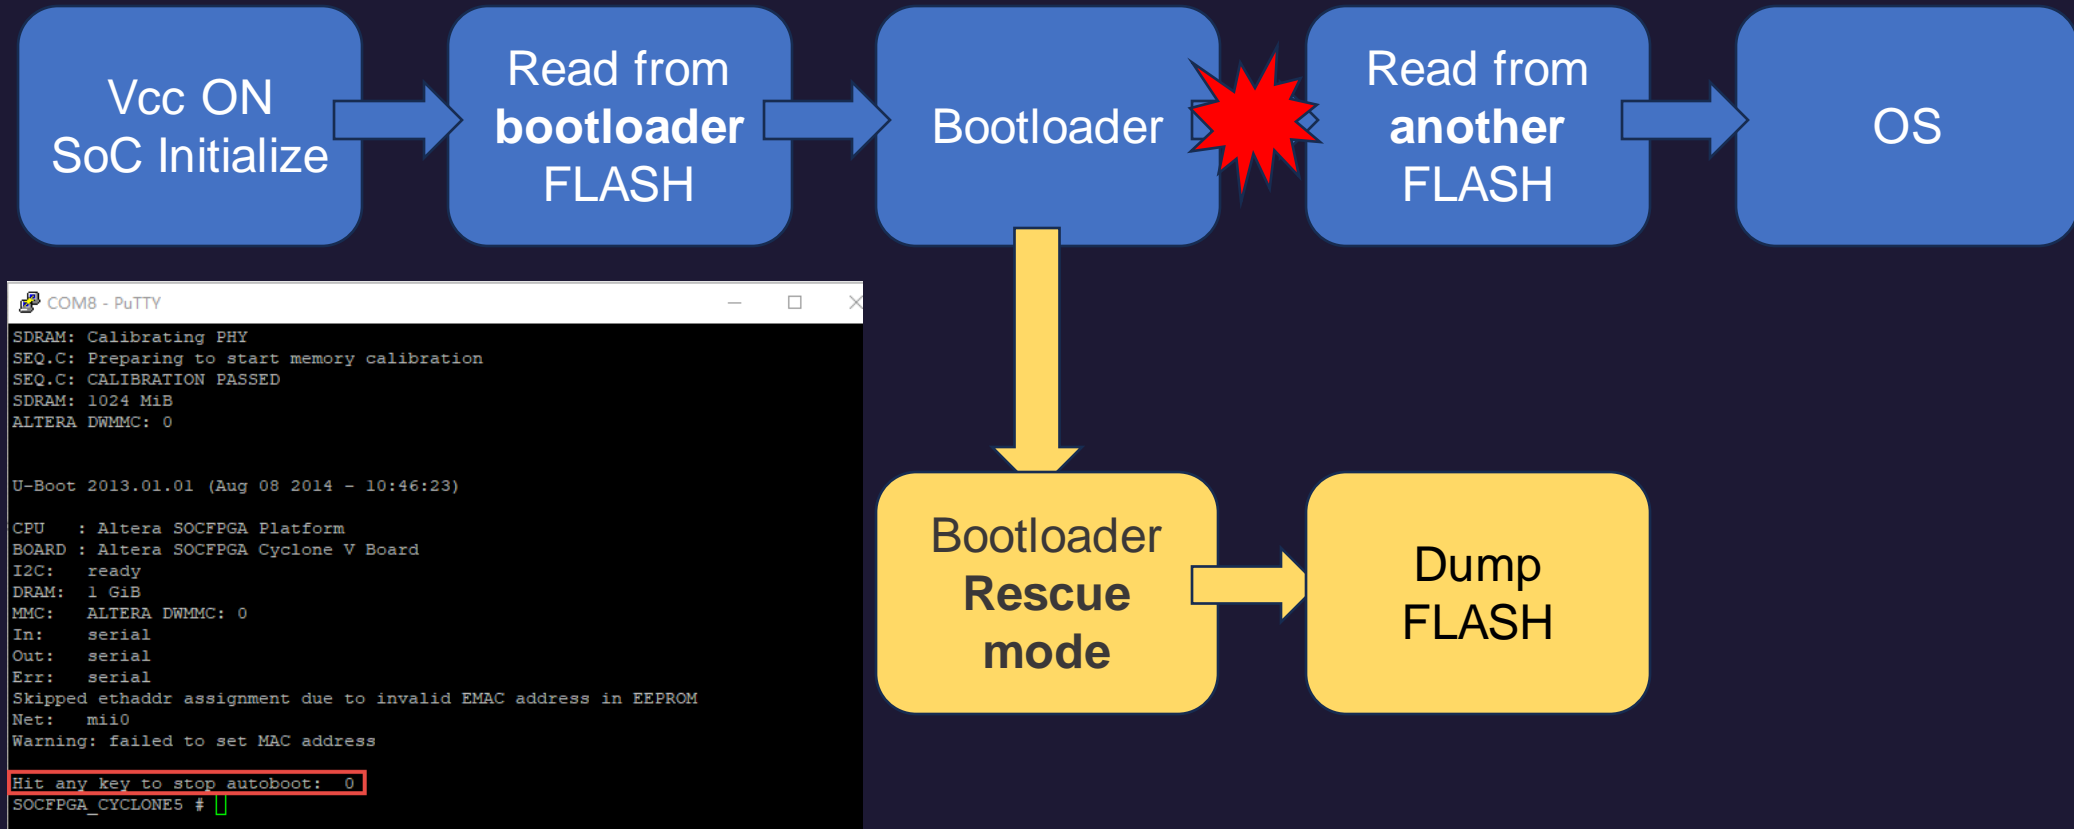 Vcc ON
SoC Initialize
Read from
bootloader
FLASH
Bootloader
Read from
another
FLASH
OS
COM8 - PuTTY
SDRAM: Calibrating PHY
SEQ.C: Preparing to start memory calibration
SEQ.C: CALIBRATION PASSED
SDRAM: 1024 MiB
ALTERA DWMMC: 0
U-Boot 2013.01.01 (Aug 08 2014 - 10:46:23)
CPU   : Altera SOCFPGA Platform
BOARD : Altera SOCFPGA Cyclone V Board
I2C:   ready
DRAM:  1 GiB
MMC:   ALTERA DWMMC: 0
In:    serial
Out:   serial
Err:   serial
Skipped ethaddr assignment due to invalid EMAC address in EEPROM
Net:   mii0
Warning: failed to set MAC address
Hit any key to stop autoboot:  0
SOCFPGA_CYCLONE5 #
Bootloader
Rescue
mode
Dump
FLASH